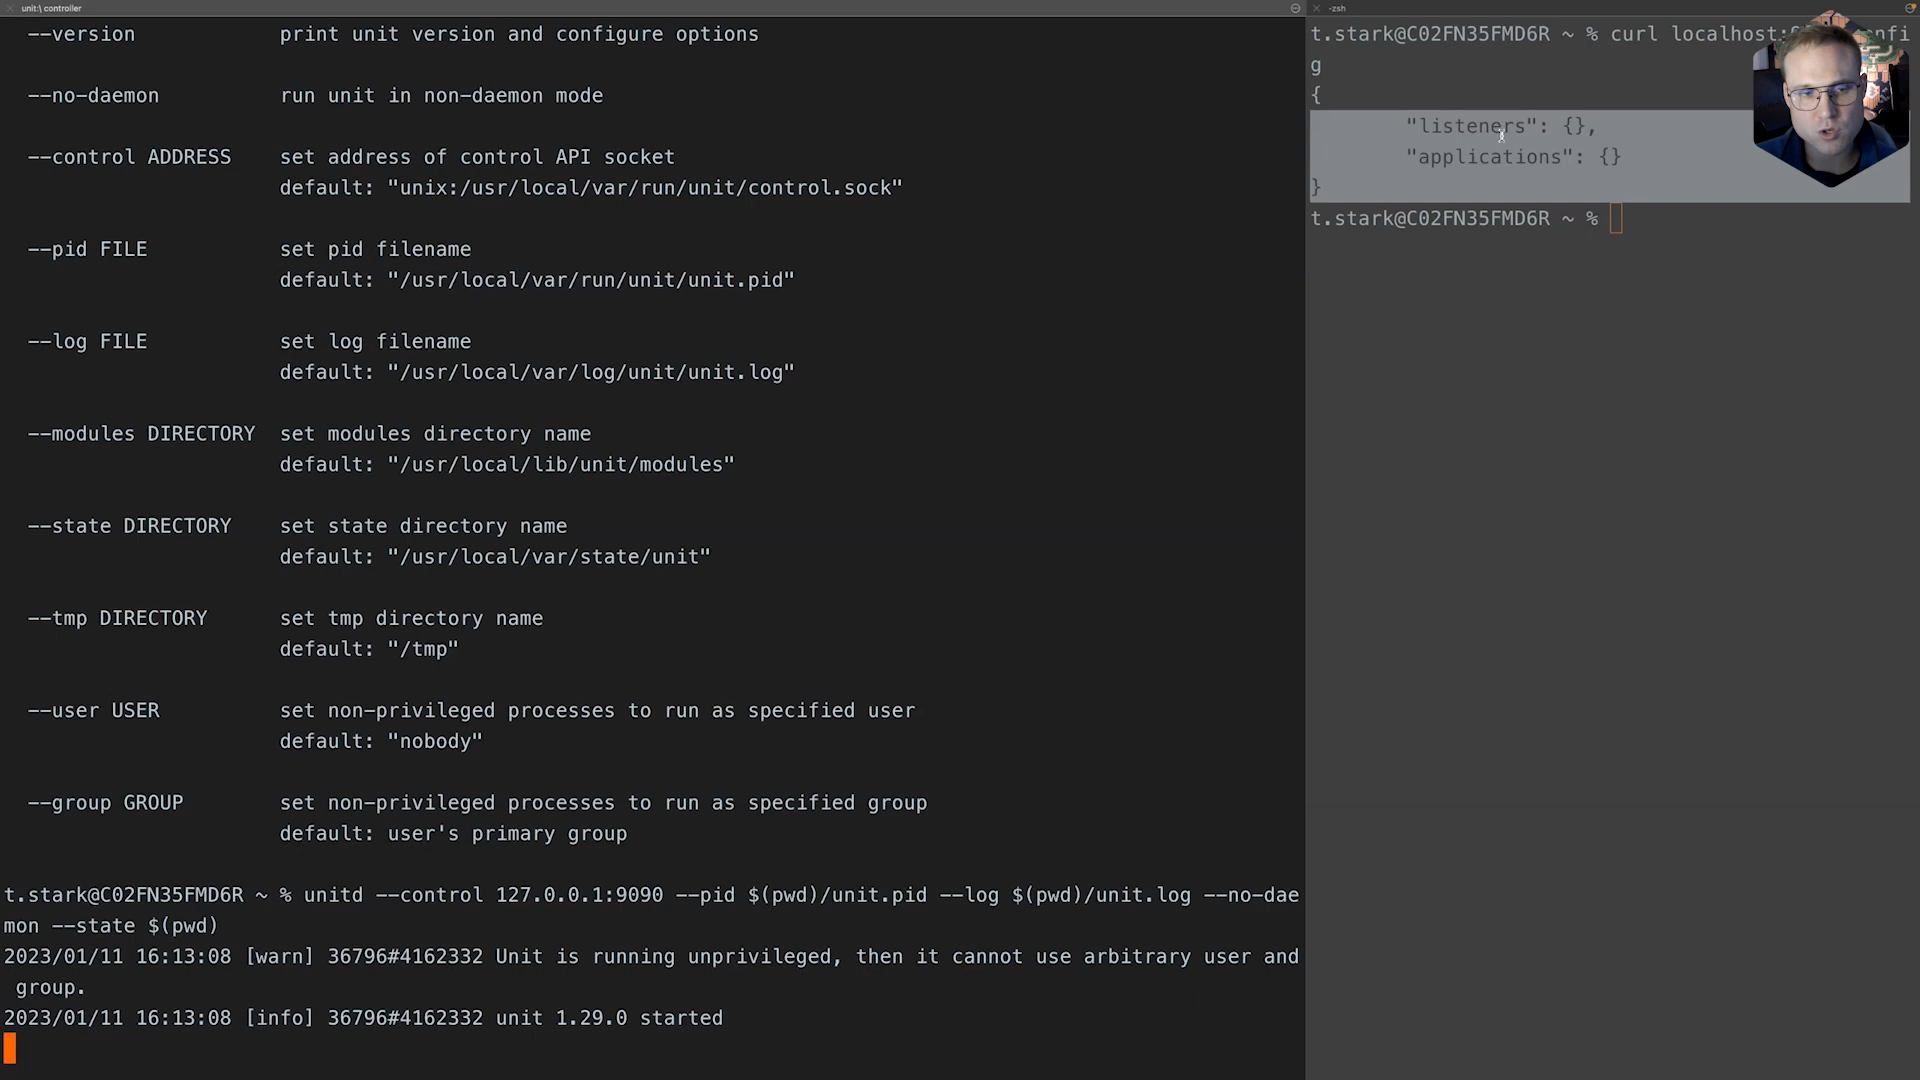 unit:\ controller
--version print unit version and configure options
--no-daemon run unit in non-daemon mode
--control ADDRESS set address of control API socket
default: "unix:/usr/local/var/run/unit/control.sock"
--pid FILE set pid filename
default: "/usr/local/var/run/unit/unit.pid"
--log FILE set log filename
default: "/usr/local/var/log/unit/unit.log"
--modules DIRECTORY set modules directory name
default: "/usr/local/lib/unit/modules"
--state DIRECTORY set state directory name
default: "/usr/local/var/state/unit"
--tmp DIRECTORY set tmp directory name
default: "/tmp"
--user USER set non-privileged processes to run as specified user
default: "nobody"
--group GROUP set non-privileged processes to run as specified group
default: user's primary group
t.stark@C02FN35FMD6R ~ % unitd --control 127.0.0.1:9090 --pid $(pwd)/unit.pid --log $(pwd)/unit.log --no-dae
mon --state $(pwd)
2023/01/11 16:13:08 [warn] 36796#4162332 Unit is running unprivileged, then it cannot use arbitrary user and
group.
2023/01/11 16:13:08 [info] 36796#4162332 unit 1.29.0 started
-zsh
t.stark@C02FN35FMD6R ~ % curl localhost:
g
{
"listeners": {},
"applications": {}
}
t.stark@C02FN35FMD6R ~ %